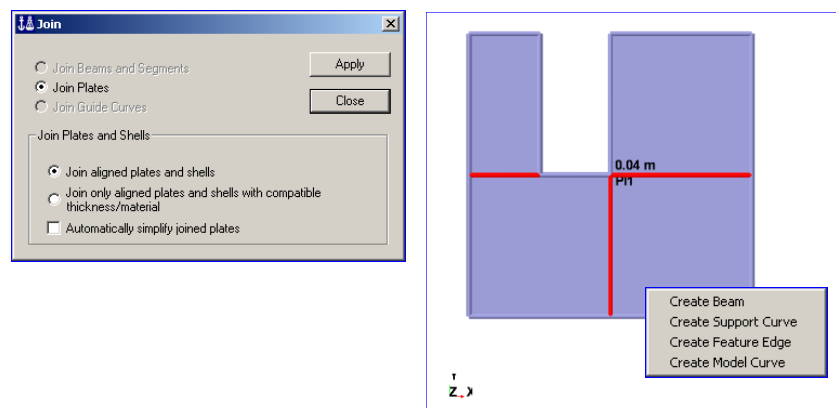 Join
Join Beams and Segments
Join Plates
Join Guide Curves
Apply
Close
Join Plates and Shells
Join aligned plates and shells
Join only aligned plates and shells with compatible
thickness/material
Automatically simplify joined plates
0.04 m
Pl1
Create Beam
Create Support Curve
Create Feature Edge
Create Model Curve
Z X